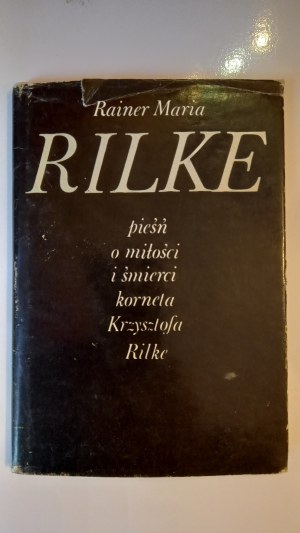 Rainer Maria
RILKE
pieśń
o miłości
i śmierci
korneta
Krzysztofa
Rilke